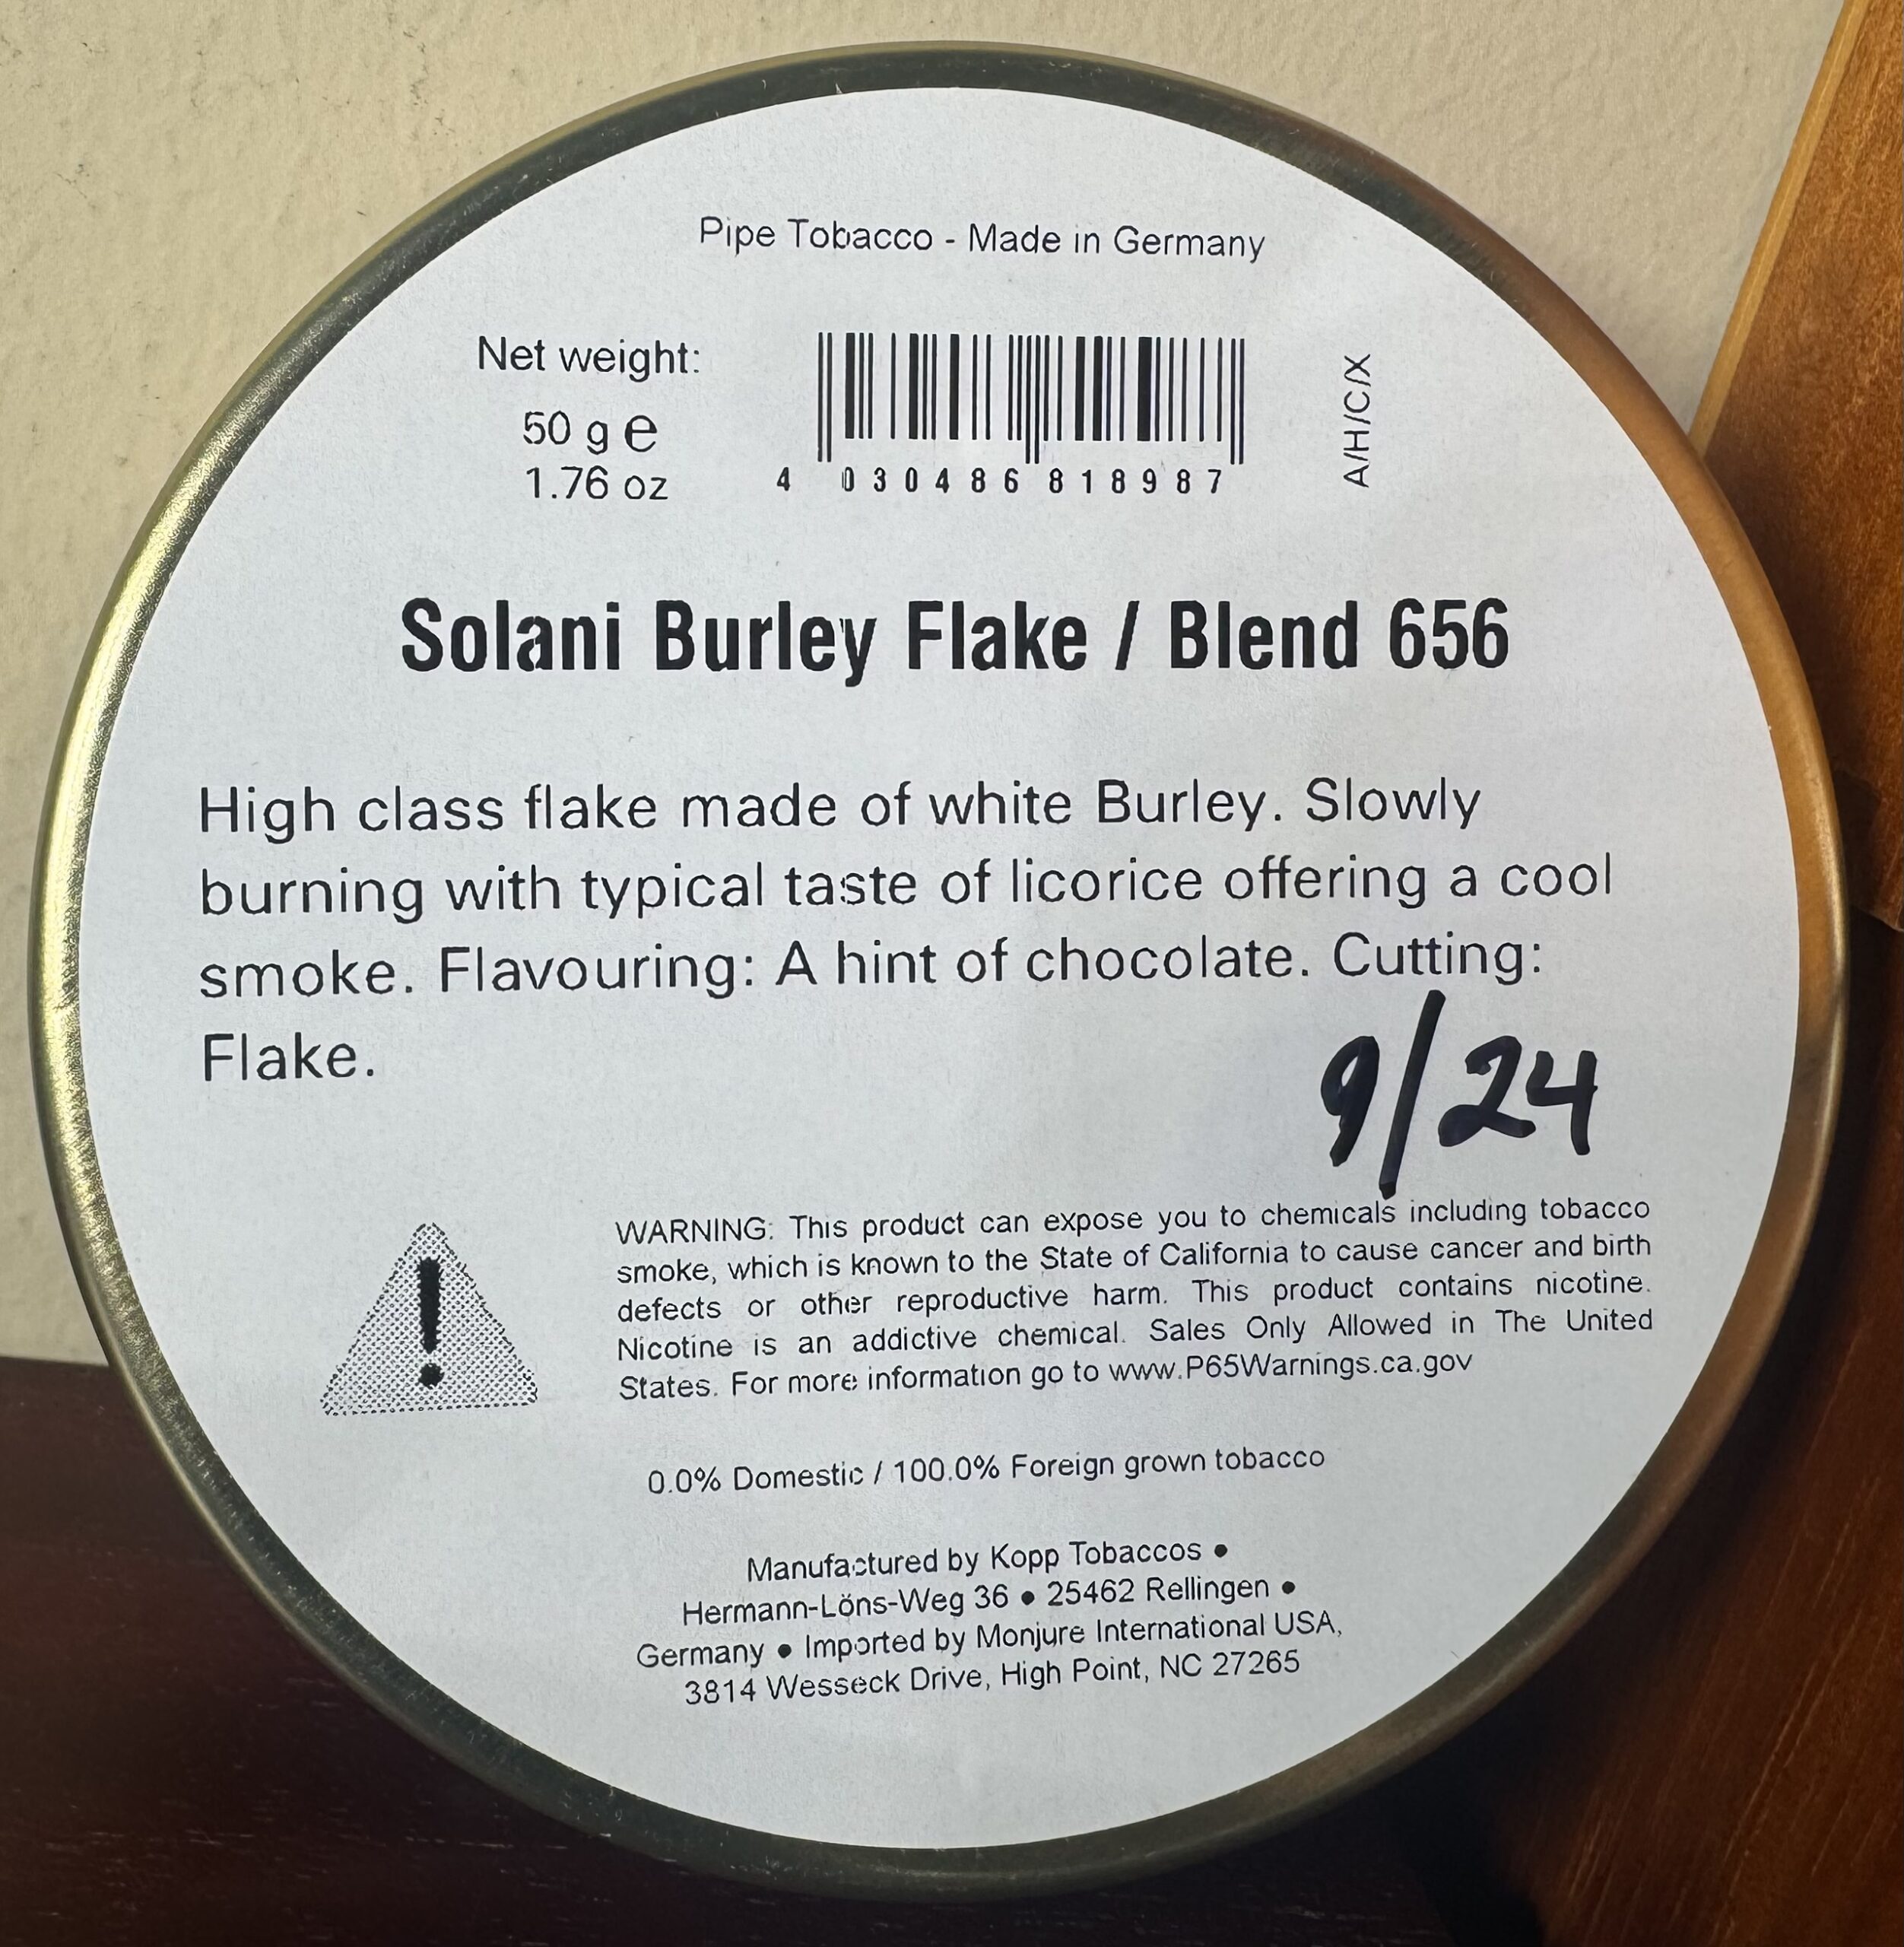 Pipe Tobacco - Made in Germany
Net weight:
50 g e
1.76 oz
4 030486 818987
A/H/C/X
Solani Burley Flake / Blend 656
High class flake made of white Burley. Slowly
burning with typical taste of licorice offering a cool
smoke. Flavouring: A hint of chocolate. Cutting:
Flake.
9/24
WARNING: This product can expose you to chemicals including tobacco
smoke, which is known to the State of California to cause cancer and birth
defects or other reproductive harm. This product contains nicotine.
Nicotine is an addictive chemical. Sales Only Allowed in The United
States. For more information go to www.P65Warnings.ca.gov
0.0% Domestic / 100.0% Foreign grown tobacco
Manufactured by Kopp Tobaccos •
Hermann-Löns-Weg 36 • 25462 Rellingen •
Germany • Imported by Monjure International USA,
3814 Wesseck Drive, High Point, NC 27265